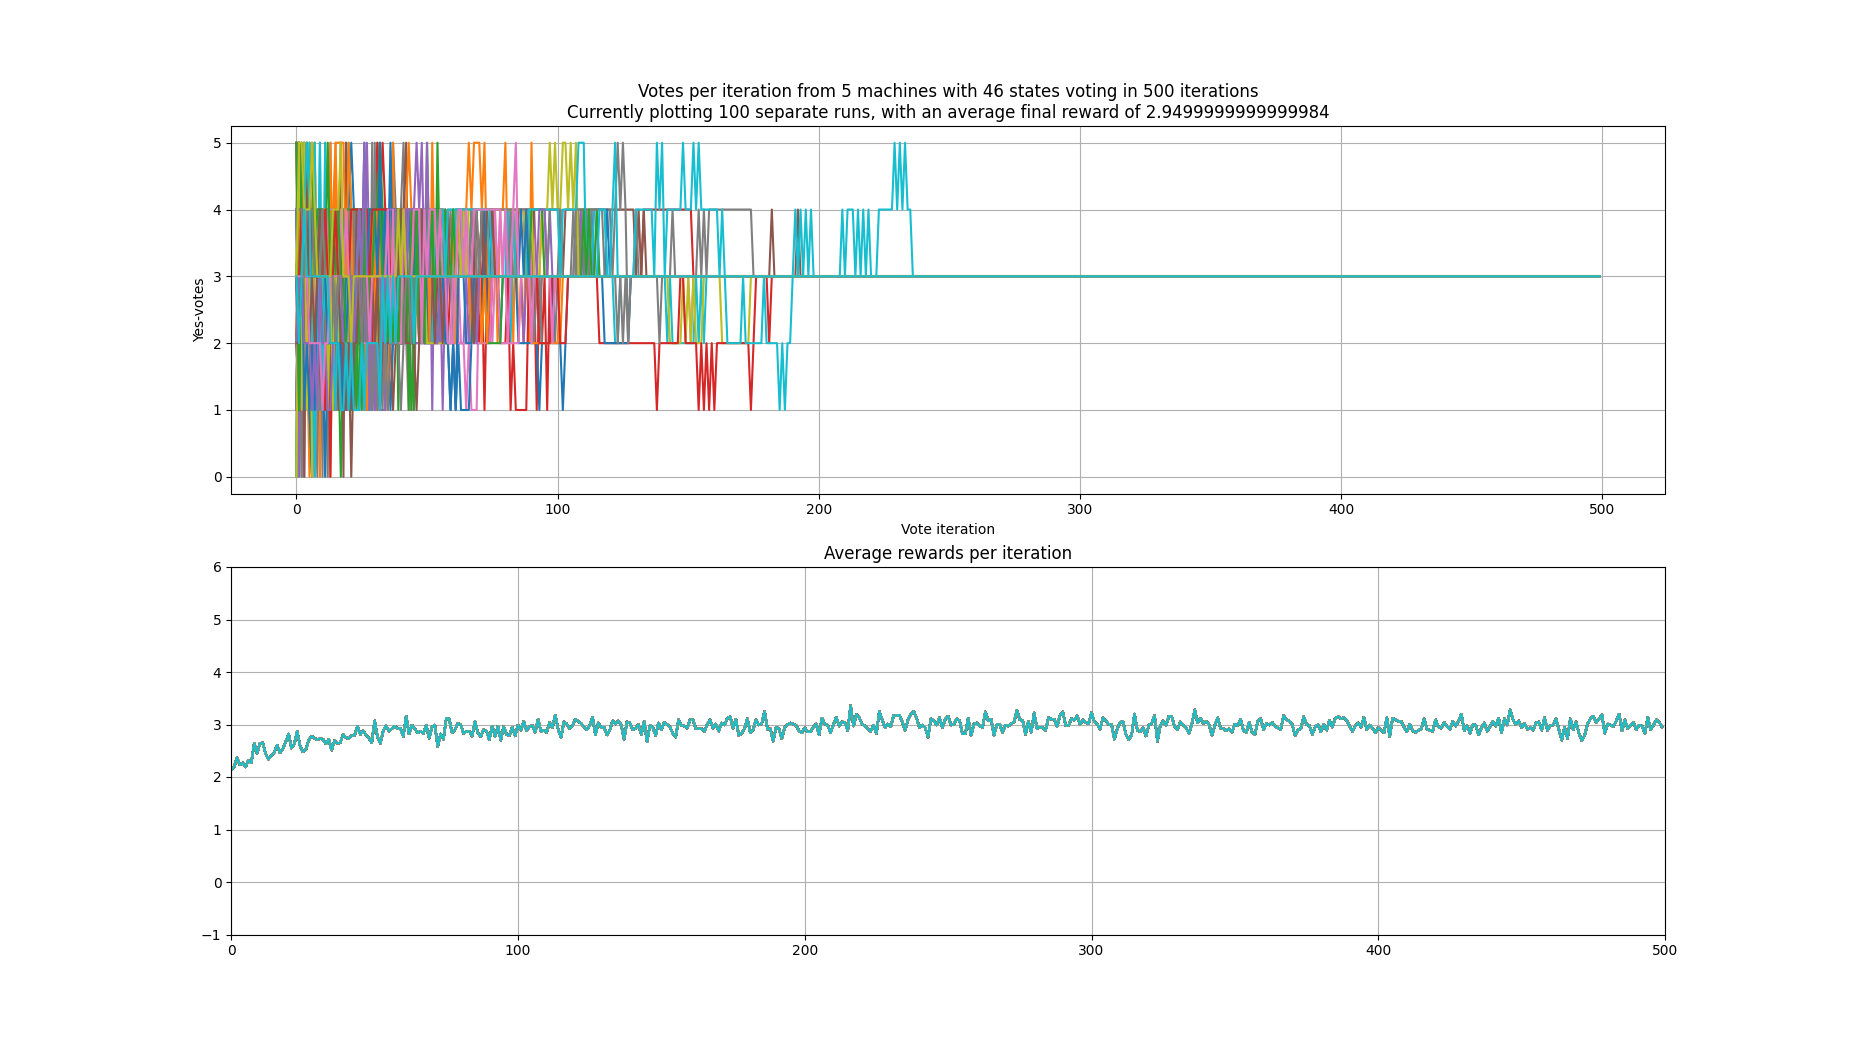 Votes per iteration from 5 machines with 46 states voting in 500 iterations
Currently plotting 100 separate runs, with an average final reward of 2.9499999999999984
5
4
3
2
1
0
Yes-votes
0 100 200 300 400 500
Vote iteration
Average rewards per iteration
6
5
4
3
2
1
0
−1
0 100 200 300 400 500